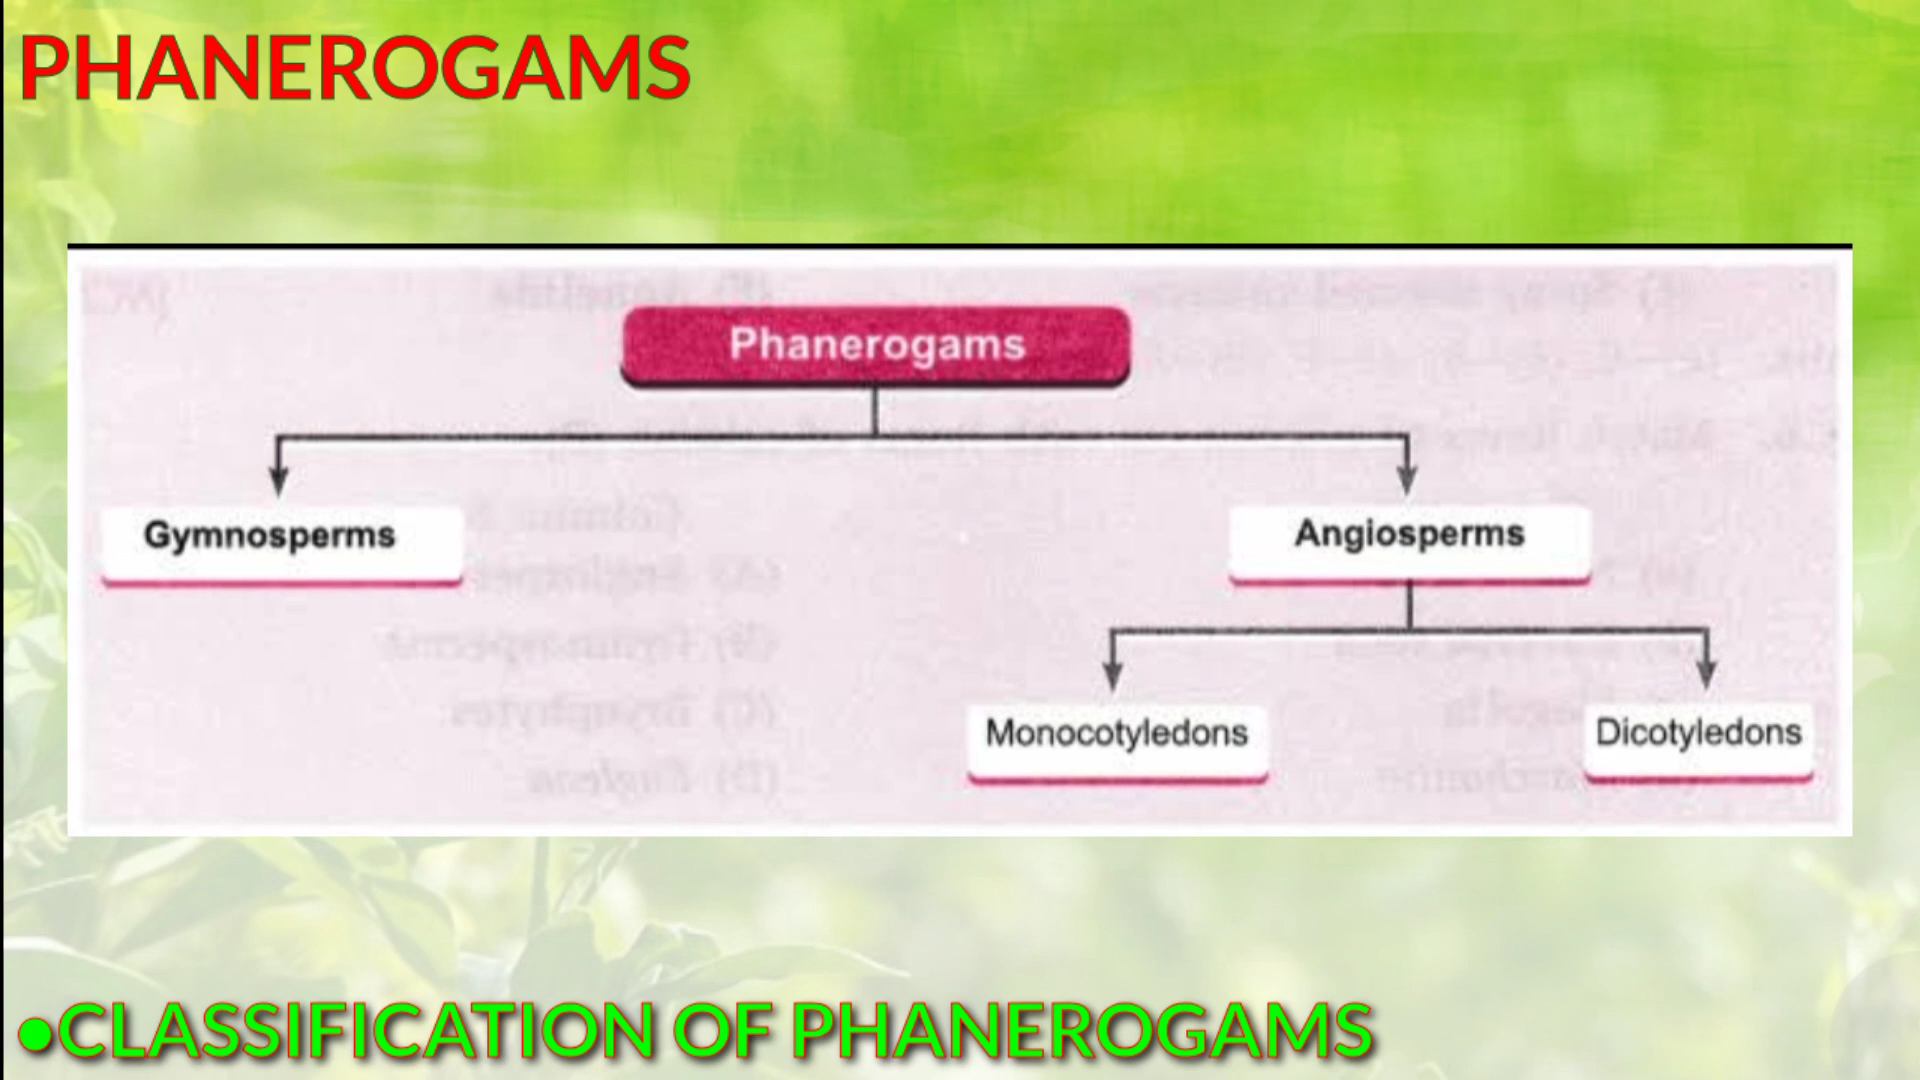 PHANEROGAMS
Phanerogams
Gymnosperms
Angiosperms
Monocotyledons
Dicotyledons
•CLASSIFICATION OF PHANEROGAMS